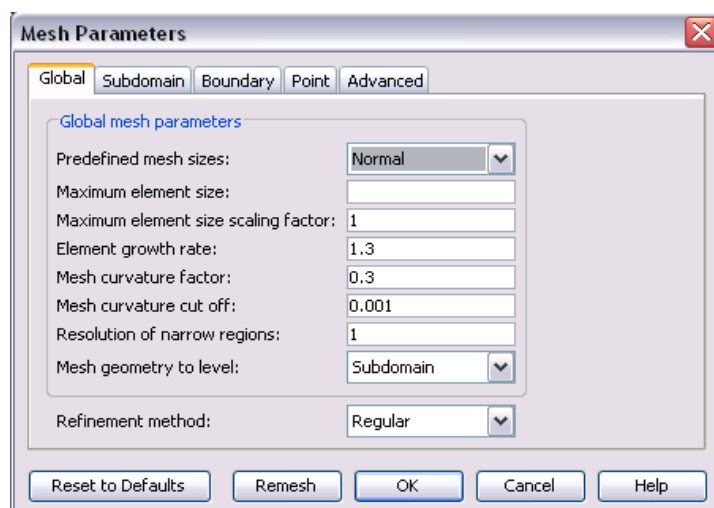 Mesh Parameters
Global Subdomain Boundary Point Advanced
Global mesh parameters
Predefined mesh sizes: Normal
Maximum element size:
Maximum element size scaling factor: 1
Element growth rate: 1.3
Mesh curvature factor: 0.3
Mesh curvature cut off: 0.001
Resolution of narrow regions: 1
Mesh geometry to level: Subdomain
Refinement method: Regular
Reset to Defaults Remesh OK Cancel Help